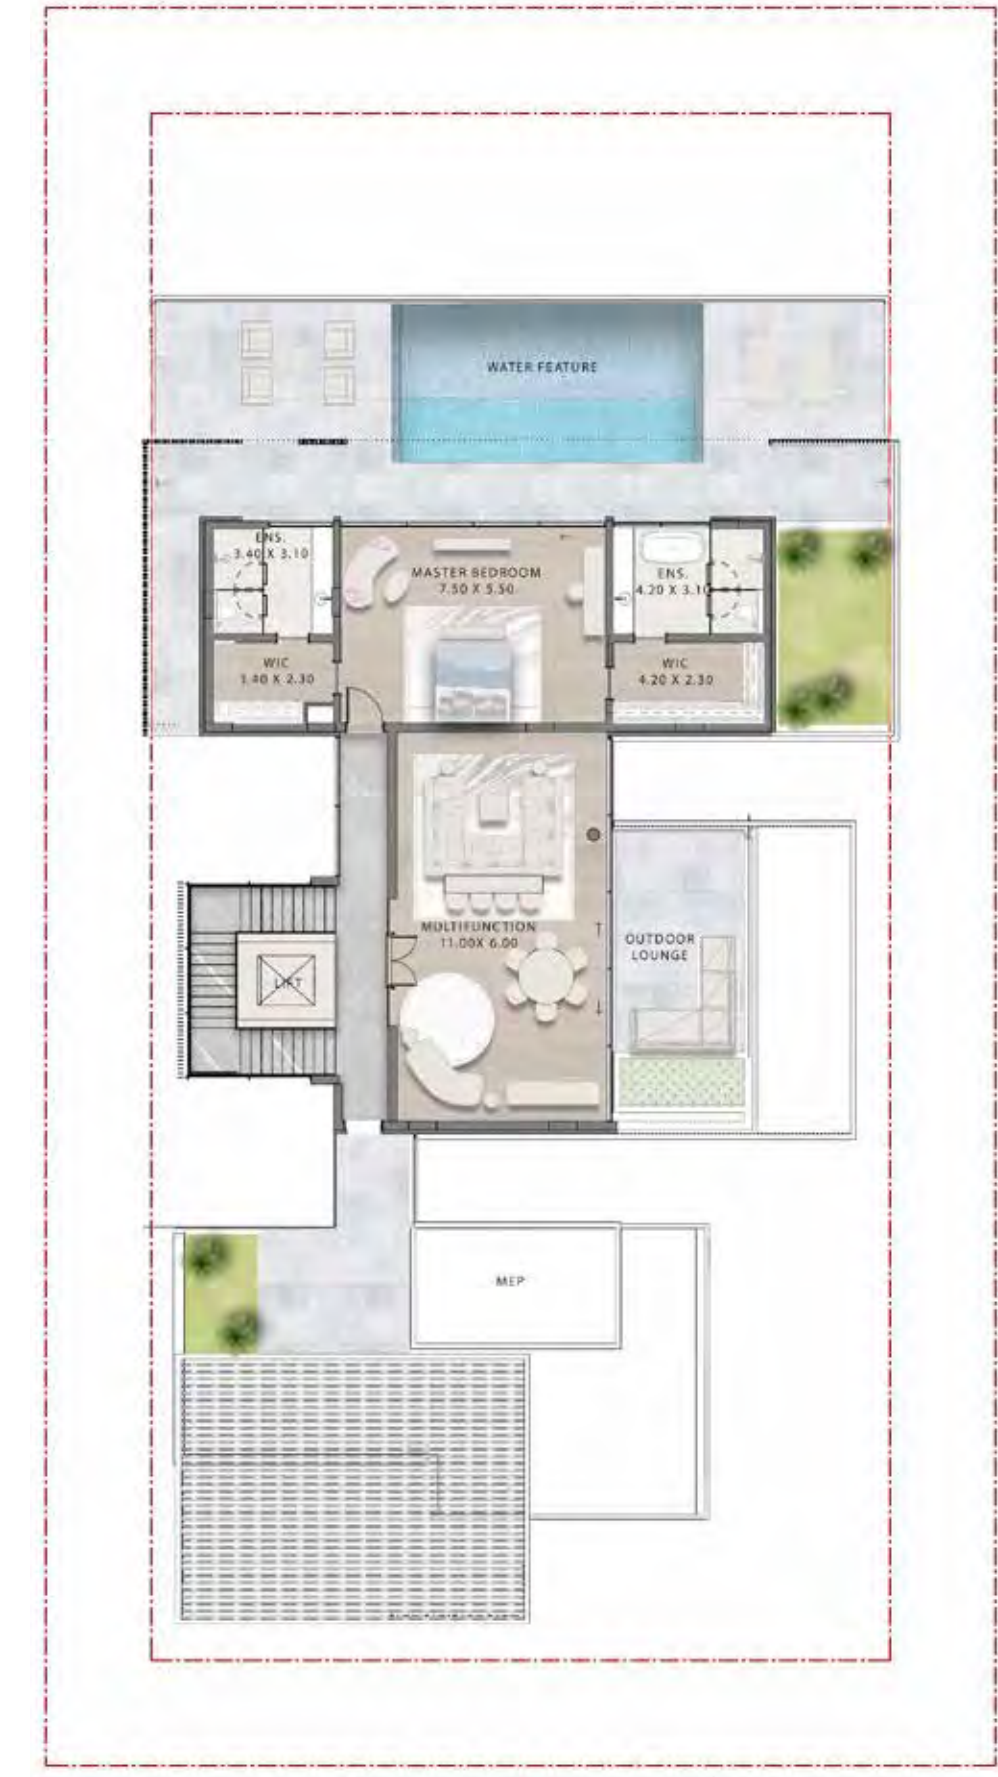 WATER FEATURE
ENS.
3.40 X 3.10
MASTER BEDROOM
7.50 X 5.50
ENS.
4.20 X 3.10
WIC
3.40 X 2.30
WIC
4.20 X 2.30
MULTIFUNCTION
11.00X 6.00
OUTDOOR
LOUNGE
LIFT
MEP